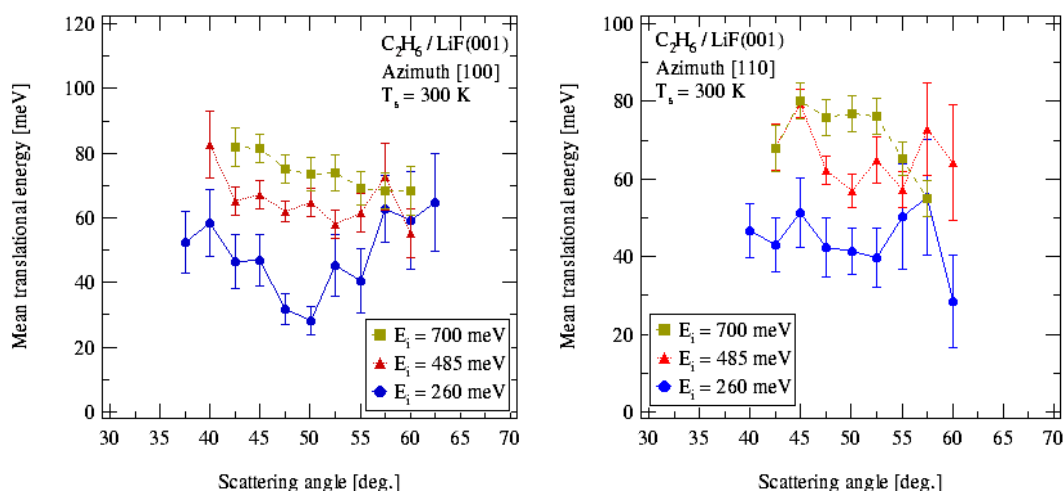 120
100
80
60
40
20
0
Mean translational energy [meV]
C₂H₆ / LiF(001)
Azimuth [100]
Tₛ = 300 K
Eᵢ = 700 meV
Eᵢ = 485 meV
Eᵢ = 260 meV
30 35 40 45 50 55 60 65 70
Scattering angle [deg.]
100
80
60
40
20
0
Mean translational energy [meV]
C₂H₆ / LiF(001)
Azimuth [110]
Tₛ = 300 K
Eᵢ = 700 meV
Eᵢ = 485 meV
Eᵢ = 260 meV
30 35 40 45 50 55 60 65 70
Scattering angle [deg.]